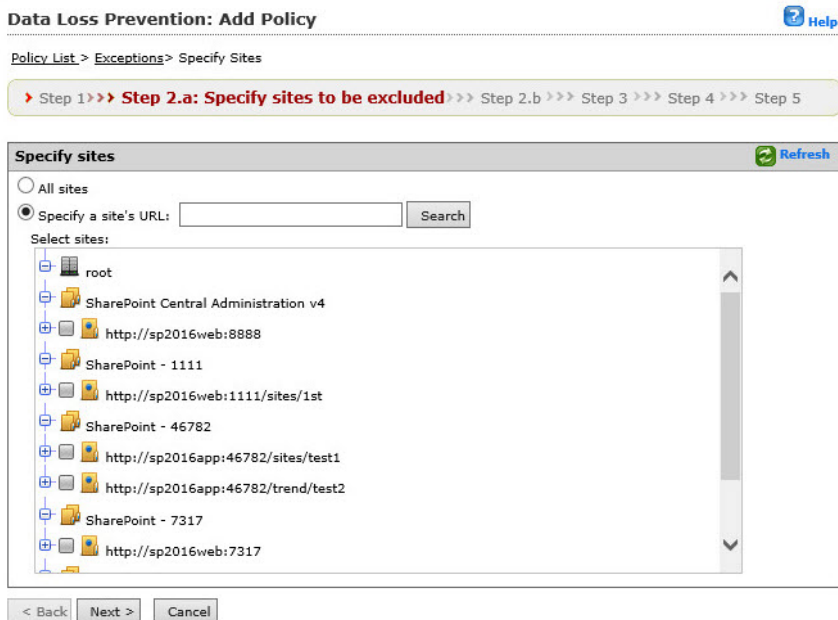 Data Loss Prevention: Add Policy
Help
Policy List > Exceptions> Specify Sites
Step 1 >>> Step 2.a: Specify sites to be excluded >>> Step 2.b >>> Step 3 >>> Step 4 >>> Step 5
Specify sites
Refresh
All sites
Specify a site's URL:
Search
Select sites:
root
SharePoint Central Administration v4
http://sp2016web:8888
SharePoint - 1111
http://sp2016web:1111/sites/1st
SharePoint - 46782
http://sp2016app:46782/sites/test1
http://sp2016app:46782/trend/test2
SharePoint - 7317
http://sp2016web:7317
< Back
Next >
Cancel